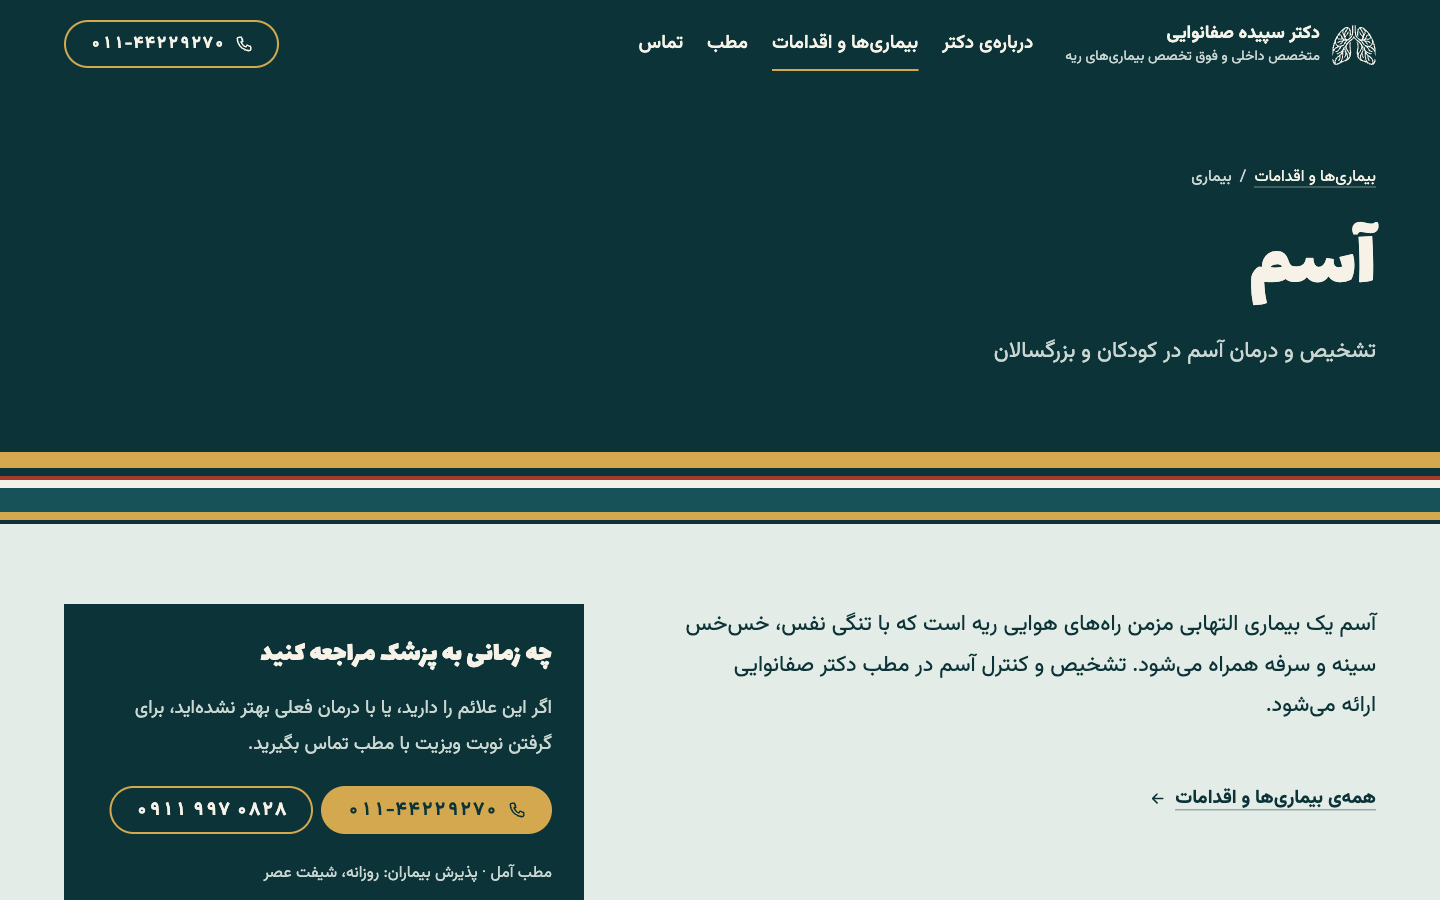 دکتر سپیده صفانوایی
متخصص داخلی و فوق تخصص بیماری‌های ریه
درباره‌ی دکتر
بیماری‌ها و اقدامات
مطب
تماس
۰۱۱-۴۴۲۲۹۲۷۰
بیماری‌ها و اقدامات / بیماری
آسم
تشخیص و درمان آسم در کودکان و بزرگسالان
آسم یک بیماری التهابی مزمن راه‌های هوایی ریه است که با تنگی نفس، خس‌خس
سینه و سرفه همراه می‌شود. تشخیص و کنترل آسم در مطب دکتر صفانوایی
ارائه می‌شود.
همه‌ی بیماری‌ها و اقدامات ←
چه زمانی به پزشک مراجعه کنید
اگر این علائم را دارید، یا با درمان فعلی بهتر نشده‌اید، برای
گرفتن نوبت ویزیت با مطب تماس بگیرید.
۰۱۱-۴۴۲۲۹۲۷۰
۰۹۱۱ ۹۹۷ ۰۸۲۸
مطب آمل · پذیرش بیماران: روزانه، شیفت عصر